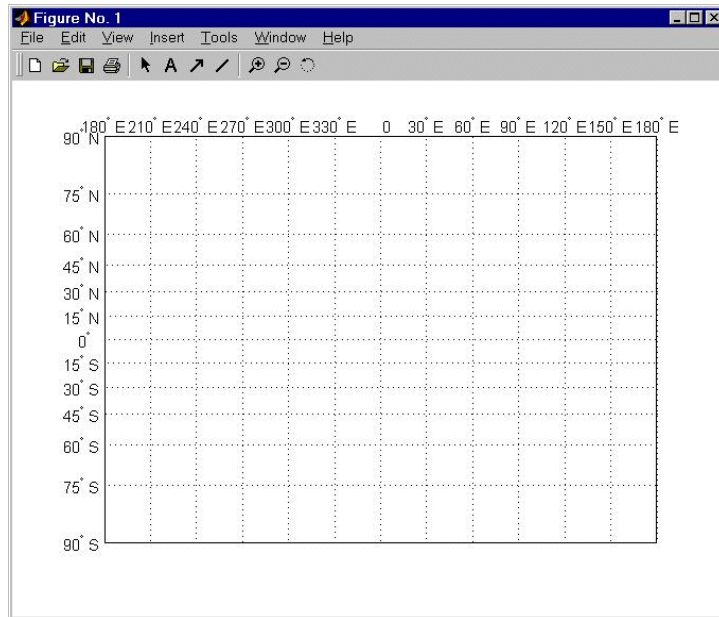 Figure No. 1
File Edit View Insert Tools Window Help
A
180° E 210° E 240° E 270° E 300° E 330° E 0 30° E 60° E 90° E 120° E 150° E 180° E
90° N
75° N
60° N
45° N
30° N
15° N
0°
15° S
30° S
45° S
60° S
75° S
90° S